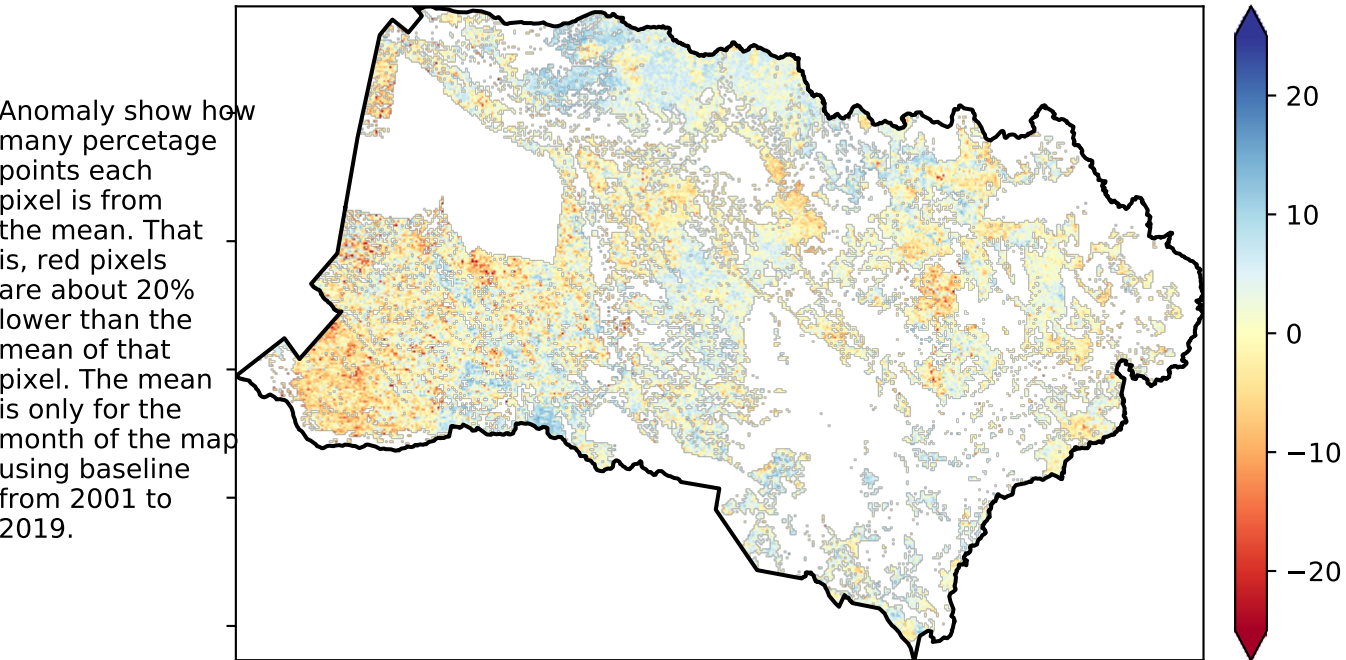 Anomaly show how
many percetage
points each
pixel is from
the mean. That
is, red pixels
are about 20%
lower than the
mean of that
pixel. The mean
is only for the
month of the map
using baseline
from 2001 to
2019.
20
10
0
−10
−20